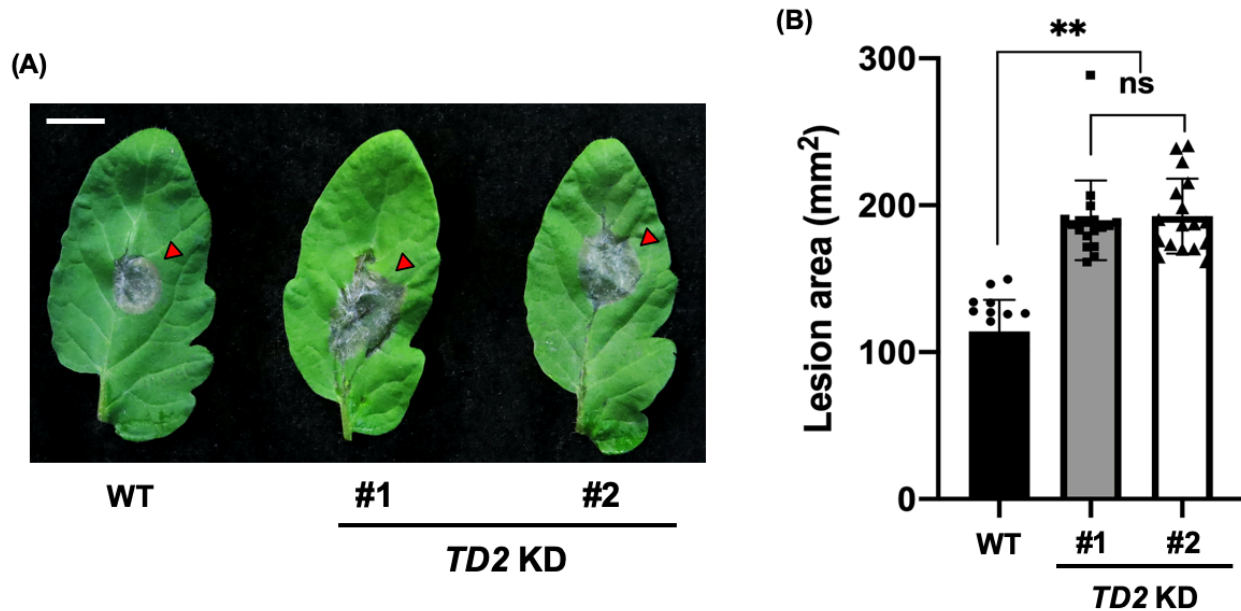 (A)
WT
#1
#2
TD2 KD
(B)
**
ns
Lesion area (mm²)
300
200
100
0
WT
#1
#2
TD2 KD